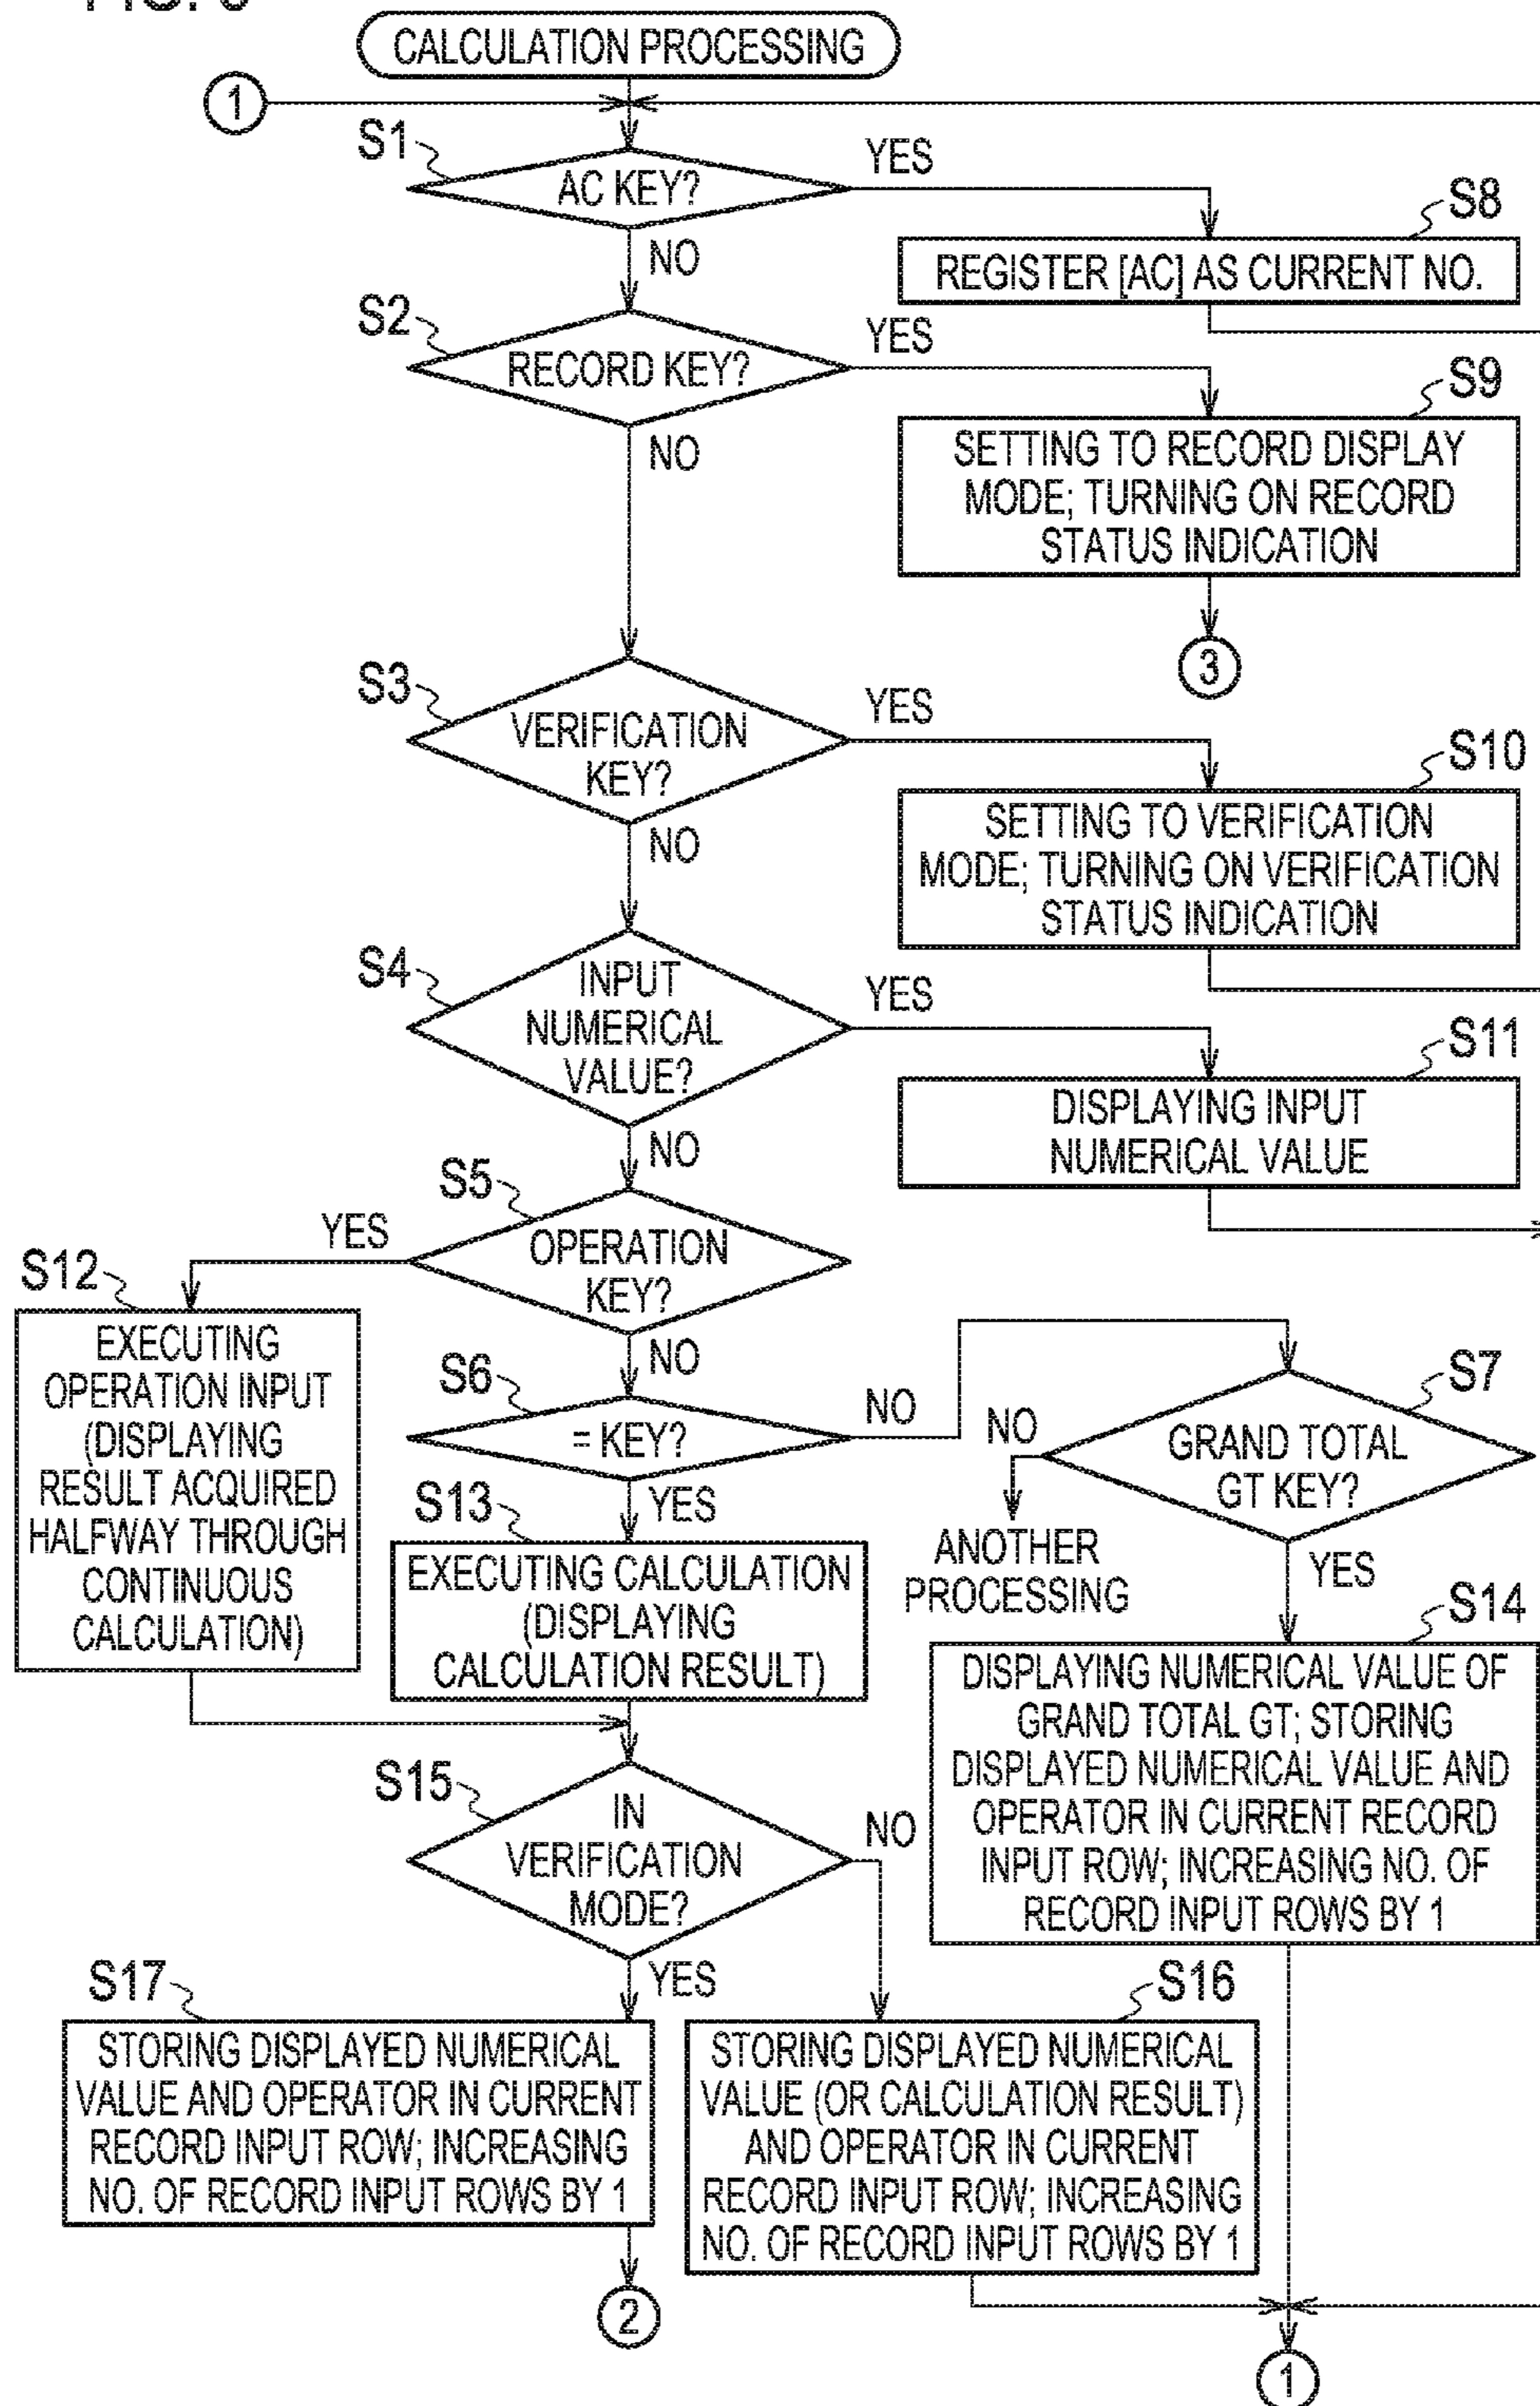 CALCULATION PROCESSING
1
S1
AC KEY?
YES
NO
S8
REGISTER [AC] AS CURRENT NO.
S2
RECORD KEY?
YES
NO
S9
SETTING TO RECORD DISPLAY
MODE; TURNING ON RECORD
STATUS INDICATION
3
S3
VERIFICATION
KEY?
YES
NO
S10
SETTING TO VERIFICATION
MODE; TURNING ON VERIFICATION
STATUS INDICATION
S4
INPUT
NUMERICAL
VALUE?
YES
NO
S11
DISPLAYING INPUT
NUMERICAL VALUE
S5
OPERATION
KEY?
YES
NO
S12
EXECUTING
OPERATION INPUT
(DISPLAYING
RESULT ACQUIRED
HALFWAY THROUGH
CONTINUOUS
CALCULATION)
S6
= KEY?
NO
YES
S7
GRAND TOTAL
GT KEY?
NO
ANOTHER
PROCESSING
YES
S13
EXECUTING CALCULATION
(DISPLAYING
CALCULATION RESULT)
S14
DISPLAYING NUMERICAL VALUE OF
GRAND TOTAL GT; STORING
DISPLAYED NUMERICAL VALUE AND
OPERATOR IN CURRENT RECORD
INPUT ROW; INCREASING NO. OF
RECORD INPUT ROWS BY 1
S15
IN
VERIFICATION
MODE?
NO
YES
S17
STORING DISPLAYED NUMERICAL
VALUE AND OPERATOR IN CURRENT
RECORD INPUT ROW; INCREASING
NO. OF RECORD INPUT ROWS BY 1
2
S16
STORING DISPLAYED NUMERICAL
VALUE (OR CALCULATION RESULT)
AND OPERATOR IN CURRENT
RECORD INPUT ROW; INCREASING
NO. OF RECORD INPUT ROWS BY 1
1